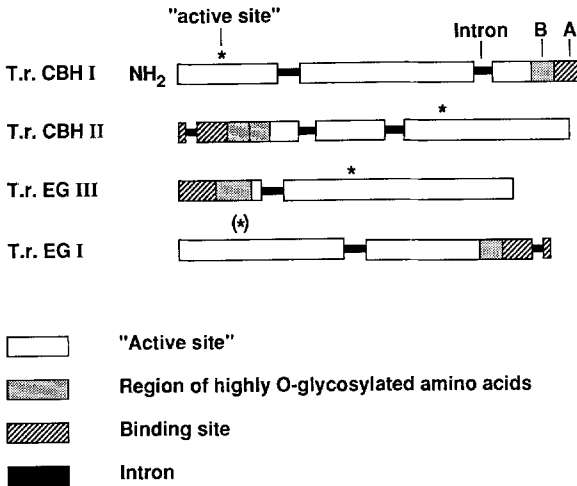 "active site"
*
Intron B A
T.r. CBH I NH2
*
T.r. CBH II
*
T.r. EG III
(*)
T.r. EG I
"Active site"
Region of highly O-glycosylated amino acids
Binding site
Intron